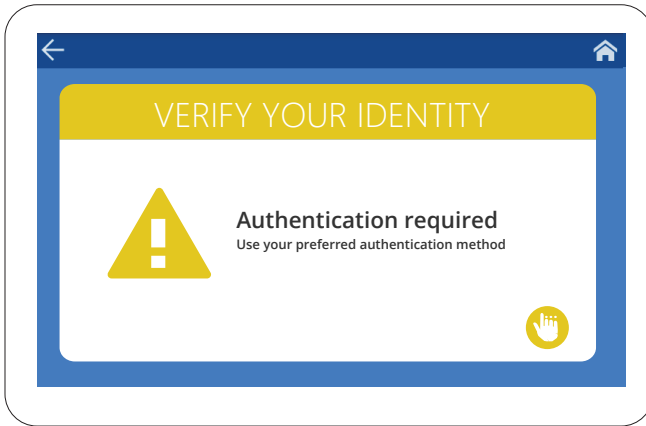 VERIFY YOUR IDENTITY
Authentication required
Use your preferred authentication method